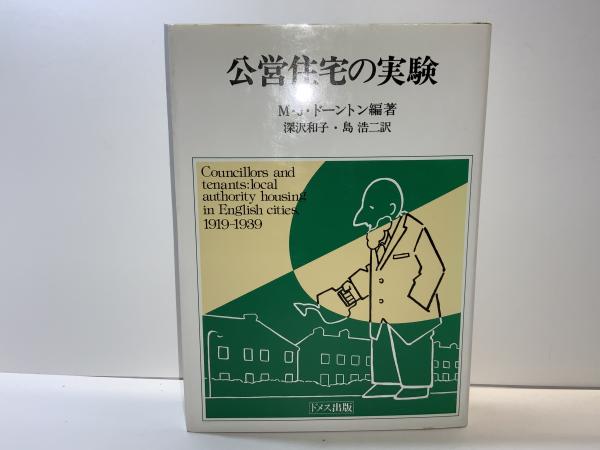 公営住宅の実験
M・J・ドーントン編著
深沢和子・島 浩二訳
Councillors and
tenants:local
authority housing
in English cities,
1919-1939
ドメス出版